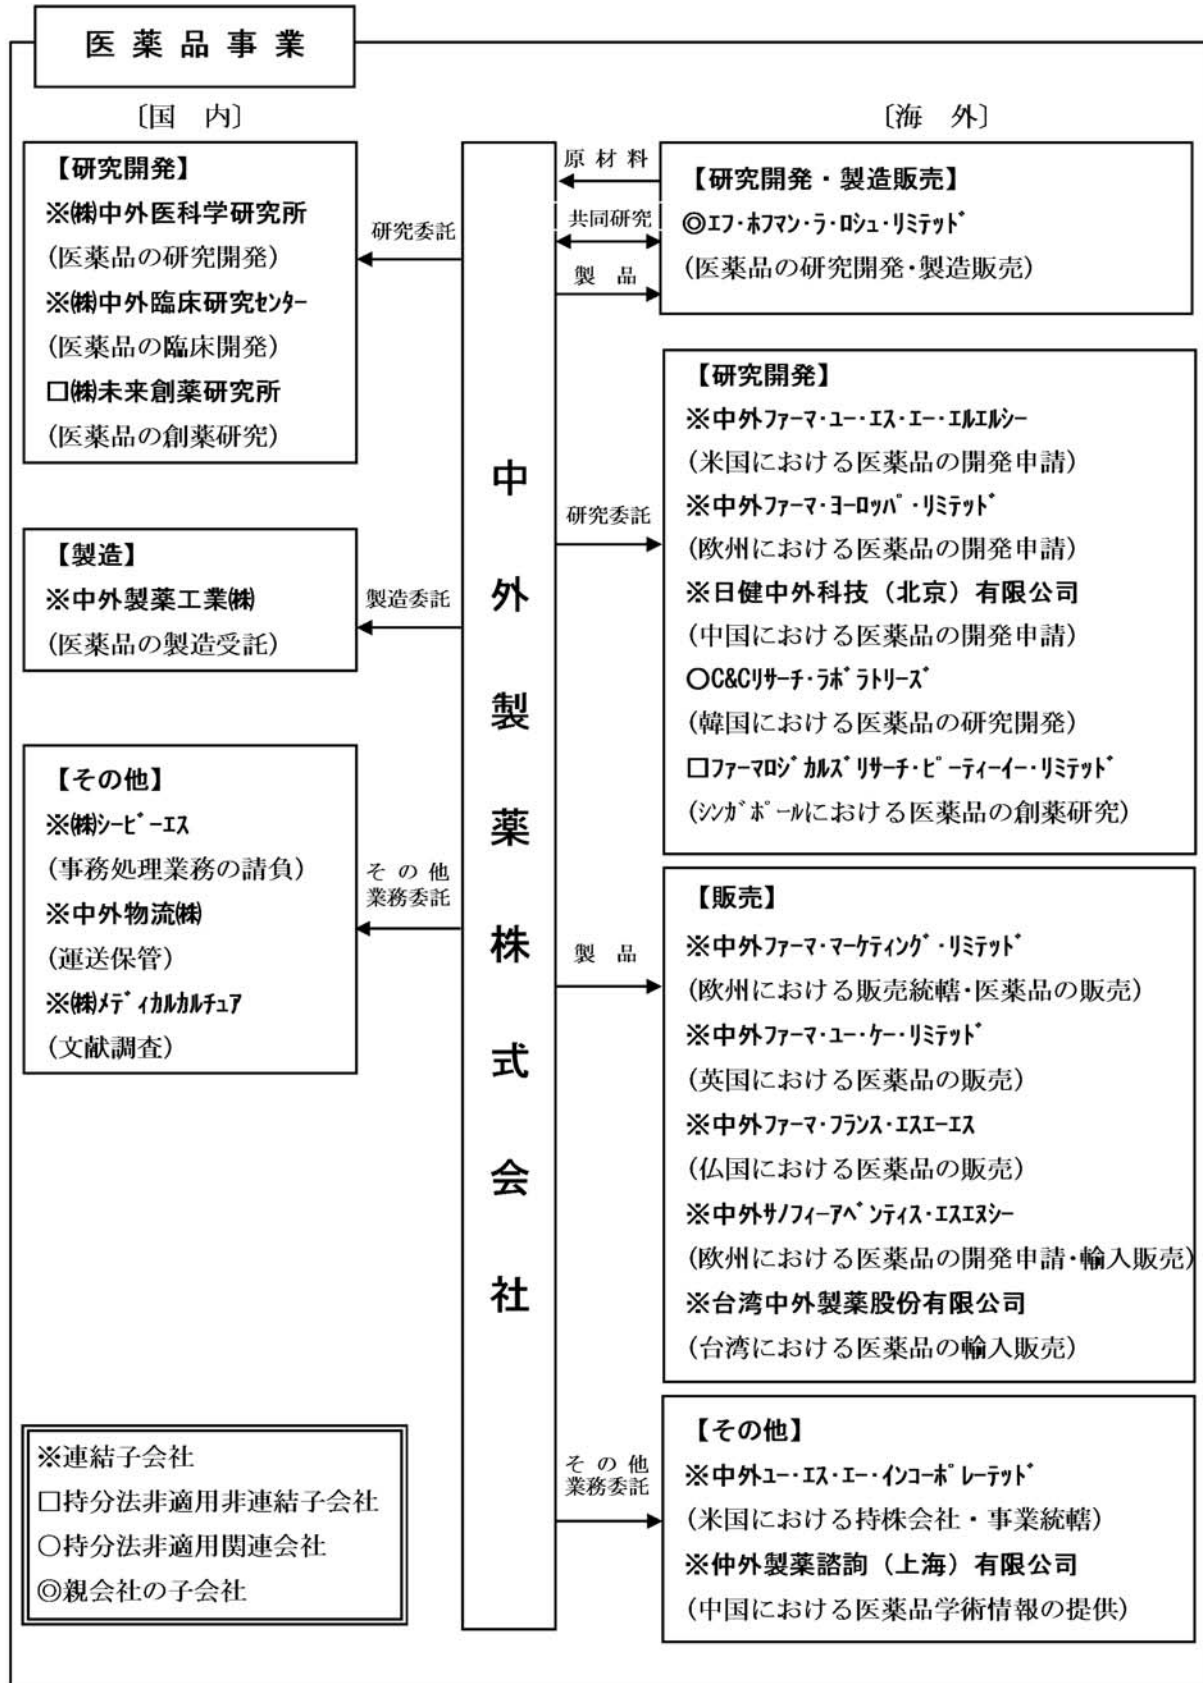 医薬品事業
〔国 内〕
【研究開発】
※㈱中外医科学研究所
(医薬品の研究開発)
※㈱中外臨床研究ｾﾝﾀｰ
(医薬品の臨床開発)
□㈱未来創薬研究所
(医薬品の創薬研究)
研究委託
【製造】
※中外製薬工業㈱
(医薬品の製造受託)
製造委託
【その他】
※㈱ｼｰﾋﾞｰｴｽ
(事務処理業務の請負)
※中外物流㈱
(運送保管)
※㈱ﾒﾃﾞｨｶﾙｶﾙﾁｭｱ
(文献調査)
その他
業務委託
中外製薬株式会社
〔海 外〕
原材料
共同研究
製 品
【研究開発・製造販売】
◎ｴﾌ･ﾎﾌﾏﾝ･ﾗ･ﾛｼｭ･ﾘﾐﾃｯﾄﾞ
(医薬品の研究開発･製造販売)
研究委託
【研究開発】
※中外ﾌｧｰﾏ･ﾕｰ･ｴｽ･ｴｰ･ｴﾙｴﾙｼｰ
(米国における医薬品の開発申請)
※中外ﾌｧｰﾏ･ﾖｰﾛｯﾊﾟ･ﾘﾐﾃｯﾄﾞ
(欧州における医薬品の開発申請)
※日健中外科技（北京）有限公司
(中国における医薬品の開発申請)
○C&Cﾘｻｰﾁ･ﾗﾎﾞﾗﾄﾘｰｽﾞ
(韓国における医薬品の研究開発)
□ﾌｧｰﾏﾛｼﾞｶﾙｽﾞﾘｻｰﾁ･ﾋﾟｰﾃｨｰｲｰ･ﾘﾐﾃｯﾄﾞ
(ｼﾝｶﾞﾎﾟｰﾙにおける医薬品の創薬研究)
製 品
【販売】
※中外ﾌｧｰﾏ･ﾏｰｹﾃｨﾝｸﾞ･ﾘﾐﾃｯﾄﾞ
(欧州における販売統轄･医薬品の販売)
※中外ﾌｧｰﾏ･ﾕｰ･ｹｰ･ﾘﾐﾃｯﾄﾞ
(英国における医薬品の販売)
※中外ﾌｧｰﾏ･ﾌﾗﾝｽ･ｴｽｴｰｴｽ
(仏国における医薬品の販売)
※中外ｻﾉﾌｨｰｱﾍﾞﾝﾃｨｽ･ｴｽｴﾇｼｰ
(欧州における医薬品の開発申請･輸入販売)
※台湾中外製薬股份有限公司
(台湾における医薬品の輸入販売)
その他
業務委託
【その他】
※中外ﾕｰ･ｴｽ･ｴｰ･ｲﾝｺｰﾎﾟﾚｰﾃｯﾄﾞ
(米国における持株会社・事業統轄)
※仲外製薬諮詢（上海）有限公司
(中国における医薬品学術情報の提供)
※連結子会社
□持分法非適用非連結子会社
○持分法非適用関連会社
◎親会社の子会社